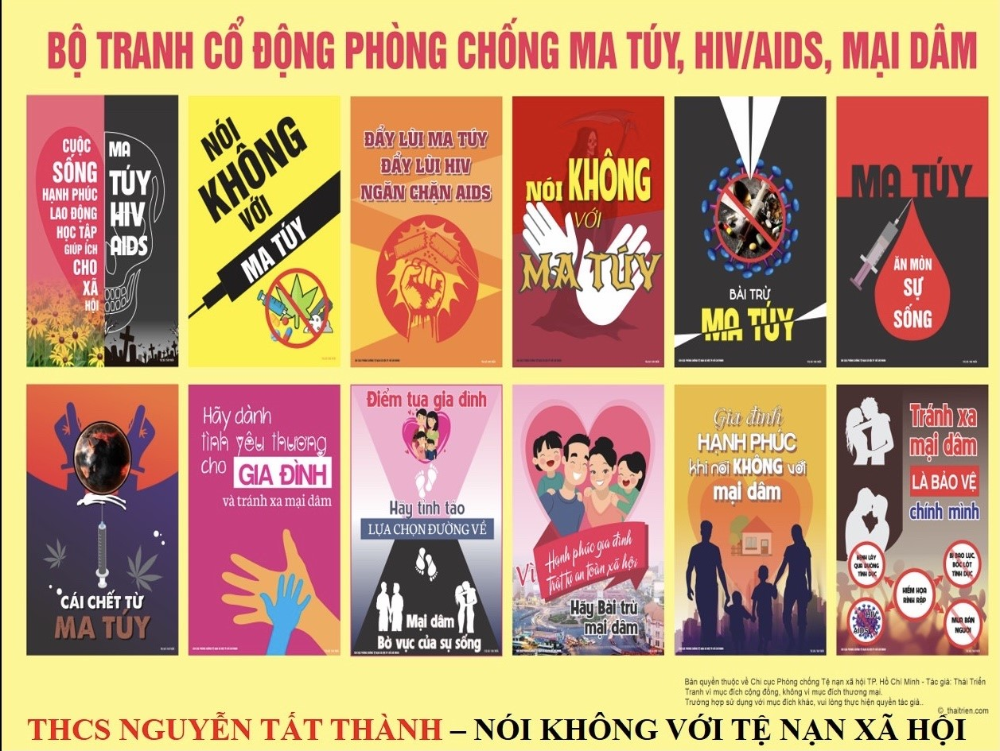 BỘ TRANH CỔ ĐỘNG PHÒNG CHỐNG MA TÚY, HIV/AIDS, MẠI DÂM
CUỘC
SỐNG
HẠNH PHÚC
LAO ĐỘNG
HỌC TẬP
GIÚP ÍCH
CHO
XÃ
HỘI
MA
TÚY
HIV
AIDS
NÓI
KHÔNG
VỚI
MA TÚY
ĐẨY LÙI MA TÚY
ĐẨY LÙI HIV
NGĂN CHẶN AIDS
NÓI KHÔNG
VỚI
MA TÚY
BÀI TRỪ
MA TÚY
MA TÚY
ĂN MÒN
SỰ
SỐNG
CÁI CHẾT TỪ
MA TÚY
Hãy dành
tình yêu thương
cho GIA ĐÌNH
và tránh xa mại dâm
Điểm tựa gia đình
Hãy tỉnh táo
LỰA CHỌN ĐƯỜNG VỀ
Mại dâm
Bờ vực của sự sống
Vì Hạnh phúc gia đình
trật tự an toàn xã hội
Hãy Bài trừ
mại dâm
Gia đình
HẠNH PHÚC
khi nói KHÔNG với
mại dâm
Tránh xa
mại dâm
LÀ BẢO VỆ
chính mình
BỆNH LÂY
QUA ĐƯỜNG
TÌNH DỤC
BỊ BẠO LỰC,
BÓC LỘT
TÌNH DỤC
HIỂM HỌA
RÌNH RẬP
HIV
AIDS
MUA BÁN
NGƯỜI
Bản quyền thuộc về Chi cục Phòng chống Tệ nạn xã hội TP. Hồ Chí Minh - Tác giả: Thái Triển
Tranh vì mục đích cộng đồng, không vì mục đích thương mại.
Trường hợp sử dụng với mục đích khác, vui lòng thực hiện quyền tác giả..
© thaitrien.com
THCS NGUYỄN TẤT THÀNH – NÓI KHÔNG VỚI TỆ NẠN XÃ HỘI